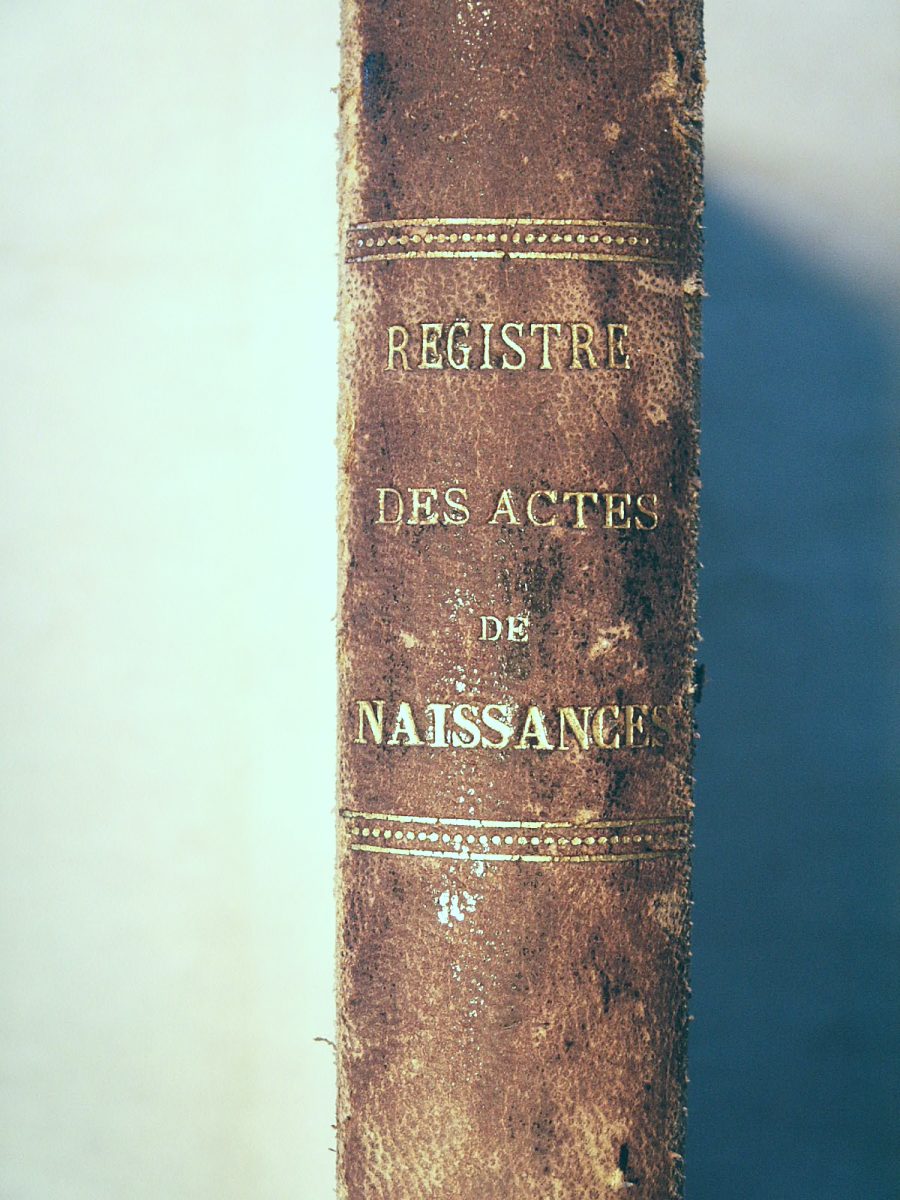 REGISTRE
DES ACTES
DE
NAISSANCES